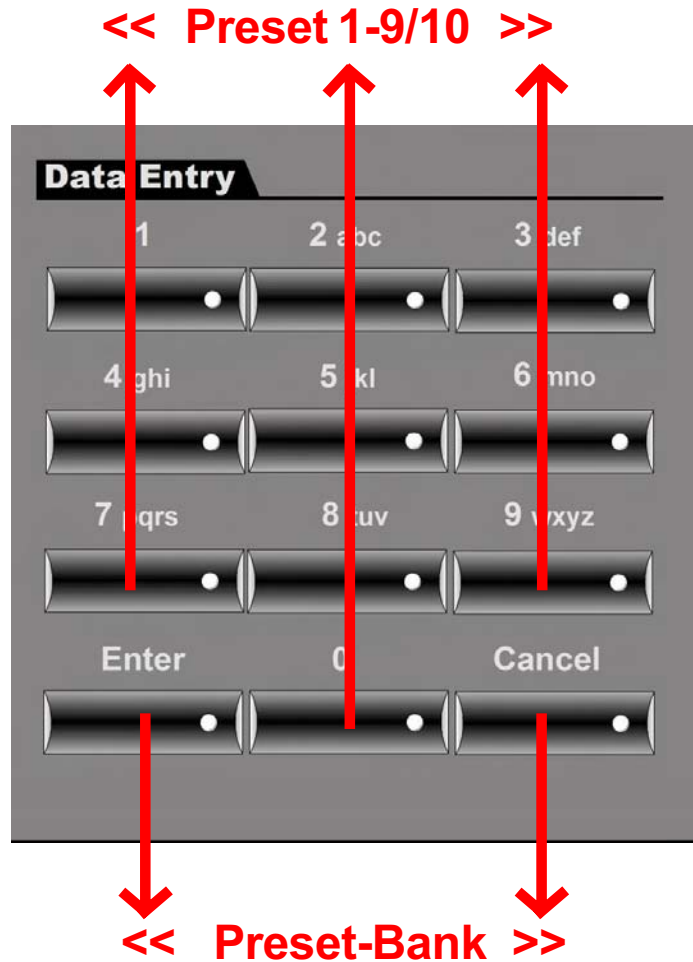 << Preset 1-9/10 >>
Data Entry
1 2 abc 3 def
4 ghi 5 jkl 6 mno
7 pqrs 8 tuv 9 wxyz
Enter 0 Cancel
<< Preset-Bank >>